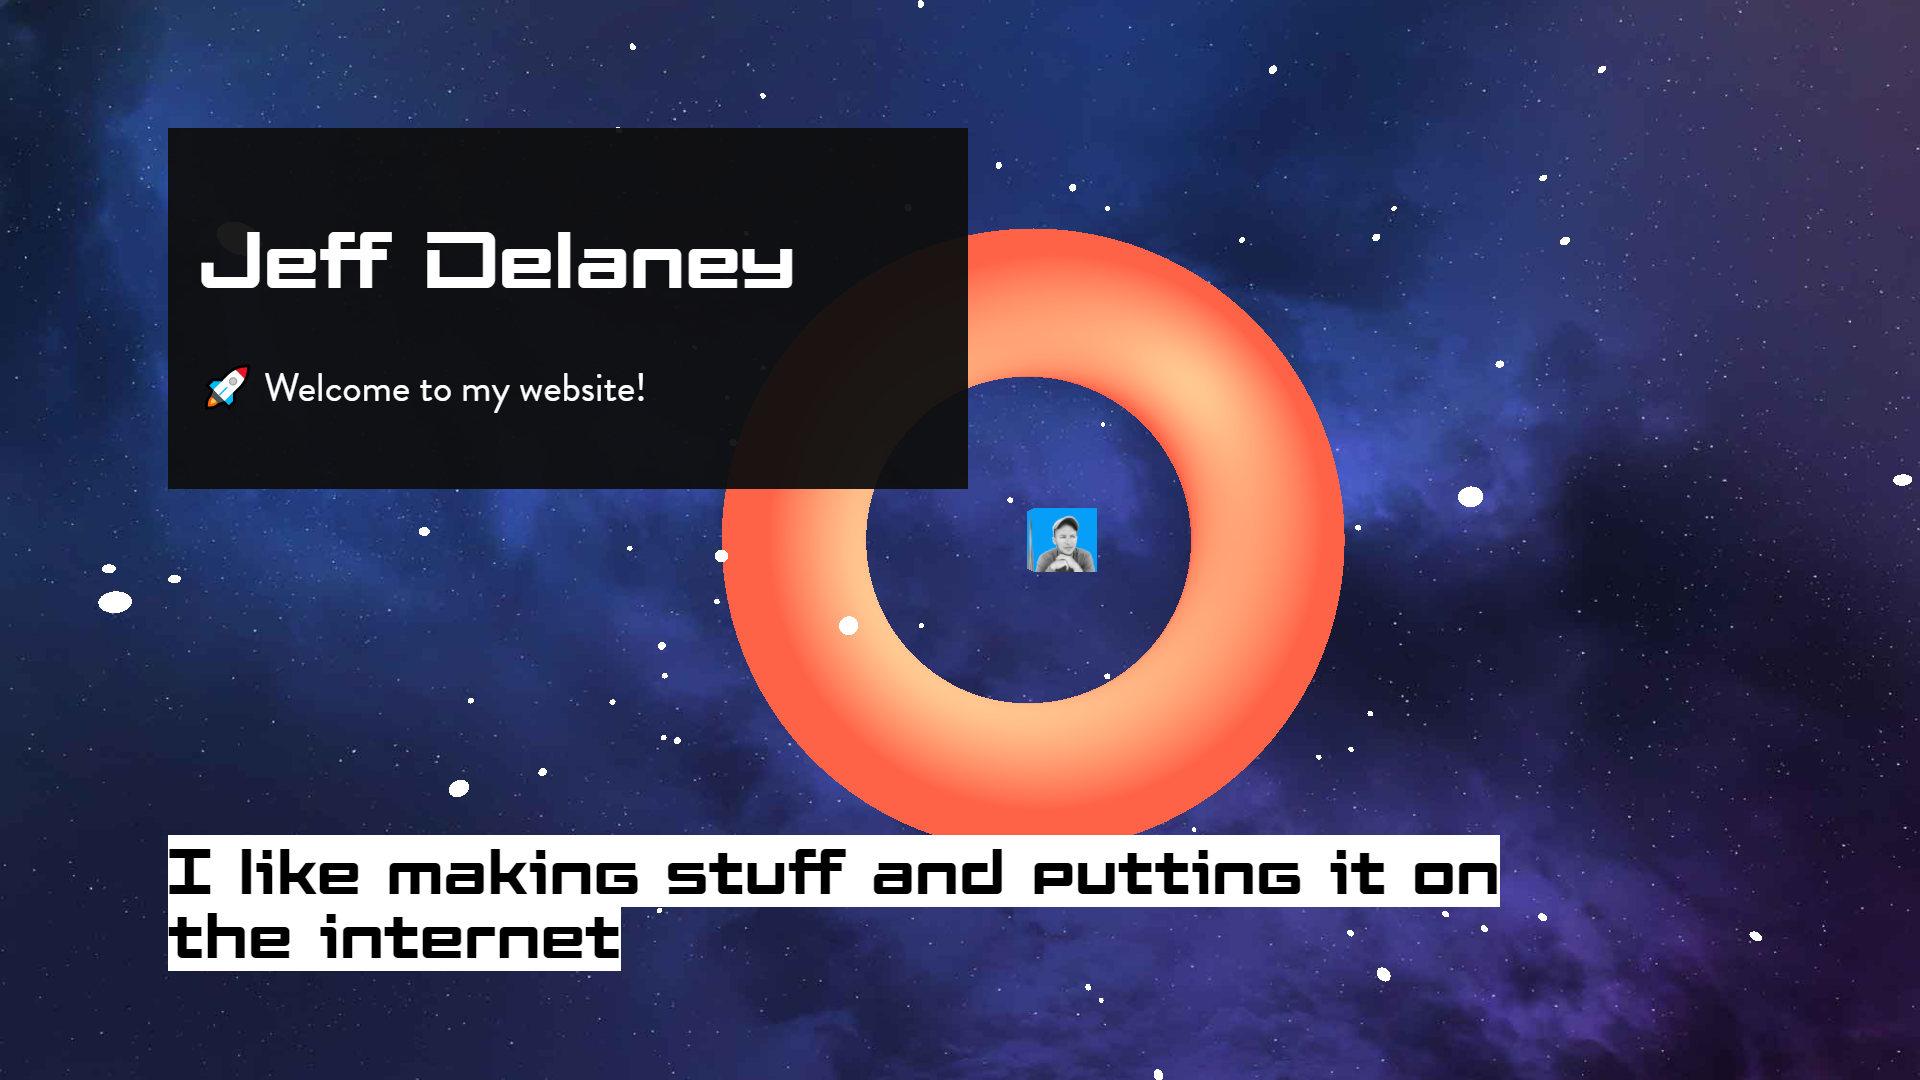 Jeff Delaney
🚀 Welcome to my website!
I like making stuff and putting it on
the internet